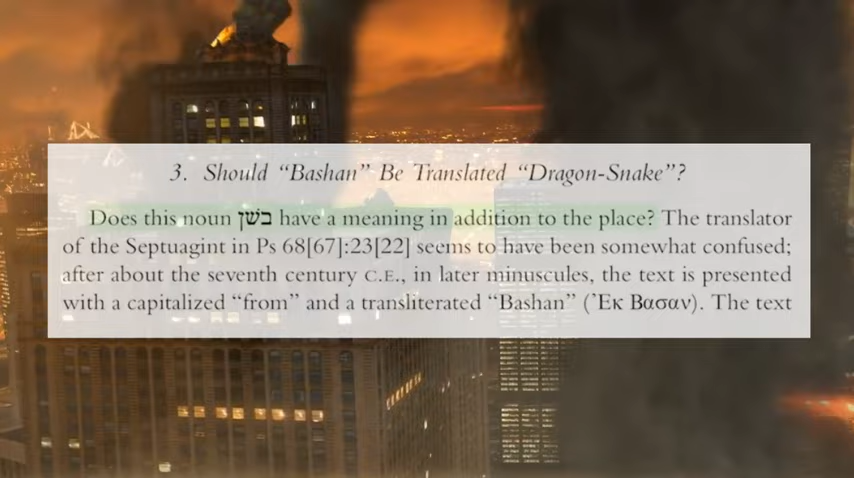 3. Should “Bashan” Be Translated “Dragon-Snake”?
Does this noun בשׁן have a meaning in addition to the place? The translator
of the Septuagint in Ps 68[67]:23[22] seems to have been somewhat confused;
after about the seventh century C.E., in later minuscules, the text is presented
with a capitalized “from” and a transliterated “Bashan” (Ἐκ Βασαν). The text